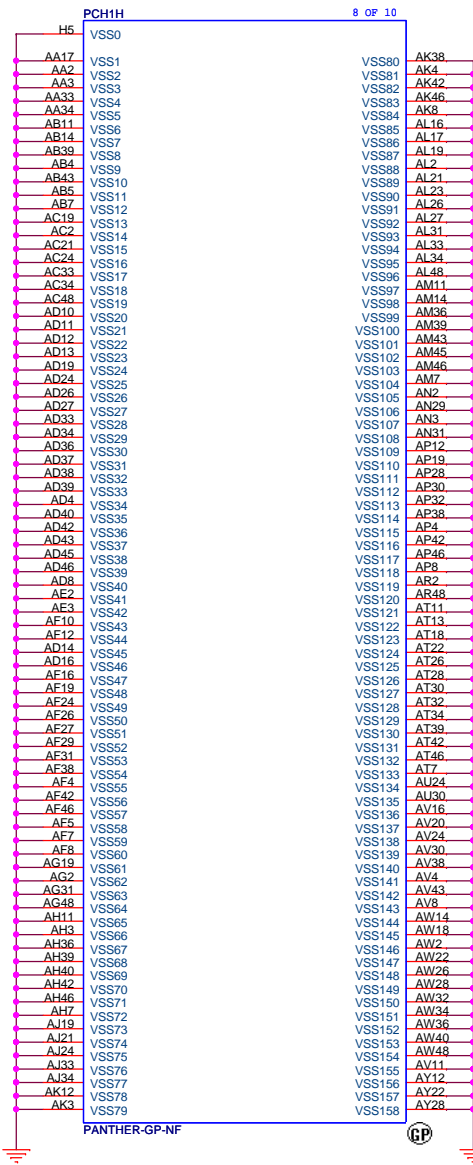 PCH1H 8 OF 10
H5 VSS0
AA17 VSS1 VSS80 AK38
AA2 VSS2 VSS81 AK4
AA3 VSS3 VSS82 AK42
AA33 VSS4 VSS83 AK46
AA34 VSS5 VSS84 AK8
AB11 VSS6 VSS85 AL16
AB14 VSS7 VSS86 AL17
AB39 VSS8 VSS87 AL19
AB4 VSS9 VSS88 AL2
AB43 VSS10 VSS89 AL21
AB5 VSS11 VSS90 AL23
AB7 VSS12 VSS91 AL26
AC19 VSS13 VSS92 AL27
AC2 VSS14 VSS93 AL31
AC21 VSS15 VSS94 AL33
AC24 VSS16 VSS95 AL34
AC33 VSS17 VSS96 AL48
AC34 VSS18 VSS97 AM11
AC48 VSS19 VSS98 AM14
AD10 VSS20 VSS99 AM36
AD11 VSS21 VSS100 AM39
AD12 VSS22 VSS101 AM43
AD13 VSS23 VSS102 AM45
AD19 VSS24 VSS103 AM46
AD24 VSS25 VSS104 AM7
AD26 VSS26 VSS105 AN2
AD27 VSS27 VSS106 AN29
AD33 VSS28 VSS107 AN3
AD34 VSS29 VSS108 AN31
AD36 VSS30 VSS109 AP12
AD37 VSS31 VSS110 AP19
AD38 VSS32 VSS111 AP28
AD39 VSS33 VSS112 AP30
AD4 VSS34 VSS113 AP32
AD40 VSS35 VSS114 AP38
AD42 VSS36 VSS115 AP4
AD43 VSS37 VSS116 AP42
AD45 VSS38 VSS117 AP46
AD46 VSS39 VSS118 AP8
AD8 VSS40 VSS119 AR2
AE2 VSS41 VSS120 AR48
AE3 VSS42 VSS121 AT11
AF10 VSS43 VSS122 AT13
AF12 VSS44 VSS123 AT18
AD14 VSS45 VSS124 AT22
AD16 VSS46 VSS125 AT26
AF16 VSS47 VSS126 AT28
AF19 VSS48 VSS127 AT30
AF24 VSS49 VSS128 AT32
AF26 VSS50 VSS129 AT34
AF27 VSS51 VSS130 AT39
AF29 VSS52 VSS131 AT42
AF31 VSS53 VSS132 AT46
AF38 VSS54 VSS133 AT7
AF4 VSS55 VSS134 AU24
AF42 VSS56 VSS135 AU30
AF46 VSS57 VSS136 AV16
AF5 VSS58 VSS137 AV20
AF7 VSS59 VSS138 AV24
AF8 VSS60 VSS139 AV30
AG19 VSS61 VSS140 AV38
AG2 VSS62 VSS141 AV4
AG31 VSS63 VSS142 AV43
AG48 VSS64 VSS143 AV8
AH11 VSS65 VSS144 AW14
AH3 VSS66 VSS145 AW18
AH36 VSS67 VSS146 AW2
AH39 VSS68 VSS147 AW22
AH40 VSS69 VSS148 AW26
AH42 VSS70 VSS149 AW28
AH46 VSS71 VSS150 AW32
AH7 VSS72 VSS151 AW34
AJ19 VSS73 VSS152 AW36
AJ21 VSS74 VSS153 AW40
AJ24 VSS75 VSS154 AW48
AJ33 VSS76 VSS155 AV11
AJ34 VSS77 VSS156 AY12
AK12 VSS78 VSS157 AY22
AK3 VSS79 VSS158 AY28
PANTHER-GP-NF GP